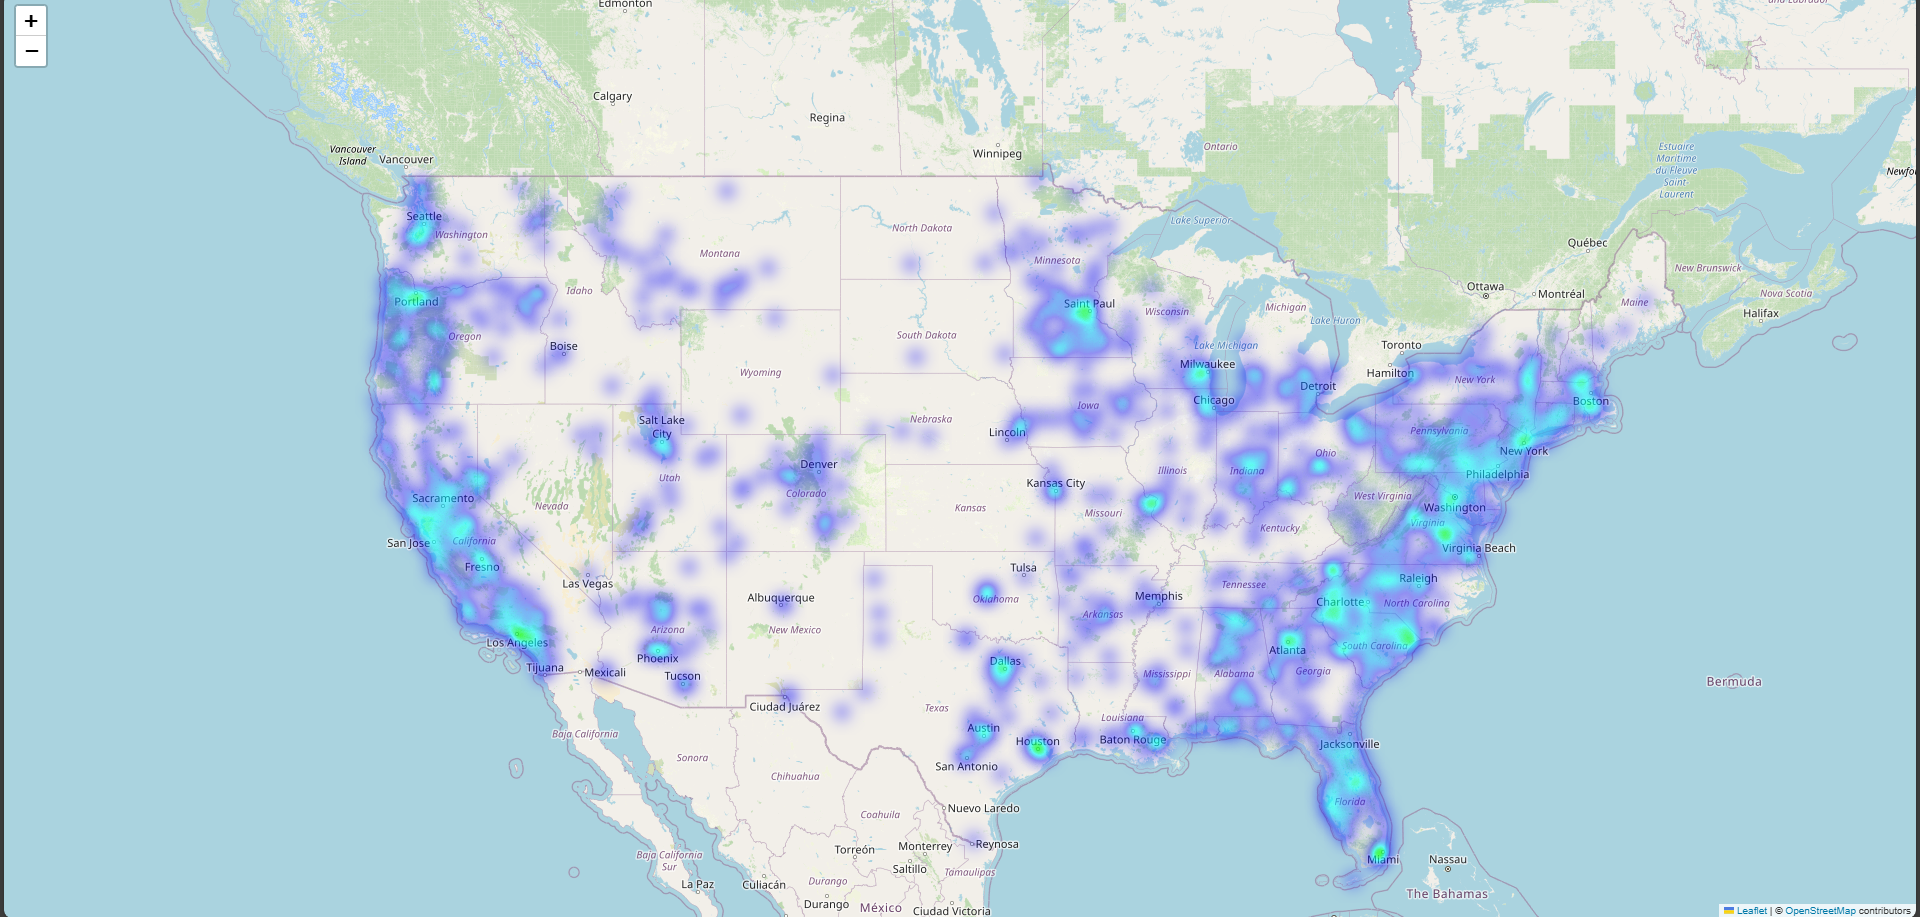 +
−
Edmonton
and Labrador
Calgary
Regina
Winnipeg
Ontario
Estuaire
Maritime
du Fleuve
Saint
Laurent
Vancouver
Island
Vancouver
Newfo
Seattle
Washington
North Dakota
Lake Superior
Québec
Montana
Minnesota
New Brunswick
Ottawa
Montréal
Nova Scotia
Idaho
Portland
Saint Paul
Wisconsin
Michigan
Maine
Halifax
Lake Huron
Oregon
South Dakota
Boise
Lake Michigan
Toronto
Milwaukee
Hamilton
Wyoming
New York
Detroit
Chicago
Boston
Iowa
Salt Lake
City
Nebraska
Lincoln
Pennsylvania
New York
Ohio
Denver
Utah
Illinois
Indiana
Philadelphia
Kansas City
Colorado
Sacramento
West Virginia
Nevada
Kansas
Missouri
Washington
Virginia
Kentucky
San Jose
California
Virginia Beach
Fresno
Las Vegas
Tulsa
Raleigh
Tennessee
Albuquerque
Oklahoma
Memphis
Charlotte
North Carolina
Arkansas
Arizona
New Mexico
Los Angeles
Atlanta
South Carolina
Phoenix
Dallas
Tijuana
Mexicali
Tucson
Mississippi
Alabama
Georgia
Bermuda
Ciudad Juárez
Texas
Louisiana
Baja California
Austin
Houston
Baton Rouge
Jacksonville
Sonora
San Antonio
Chihuahua
Florida
Nuevo Laredo
Coahuila
Baja California
Sur
Torreón
Monterrey
Reynosa
Saltillo
Tamaulipas
Miami
Nassau
La Paz
Culiacán
Durango
Durango
México
Ciudad Victoria
The Bahamas
Leaflet | © OpenStreetMap contributors